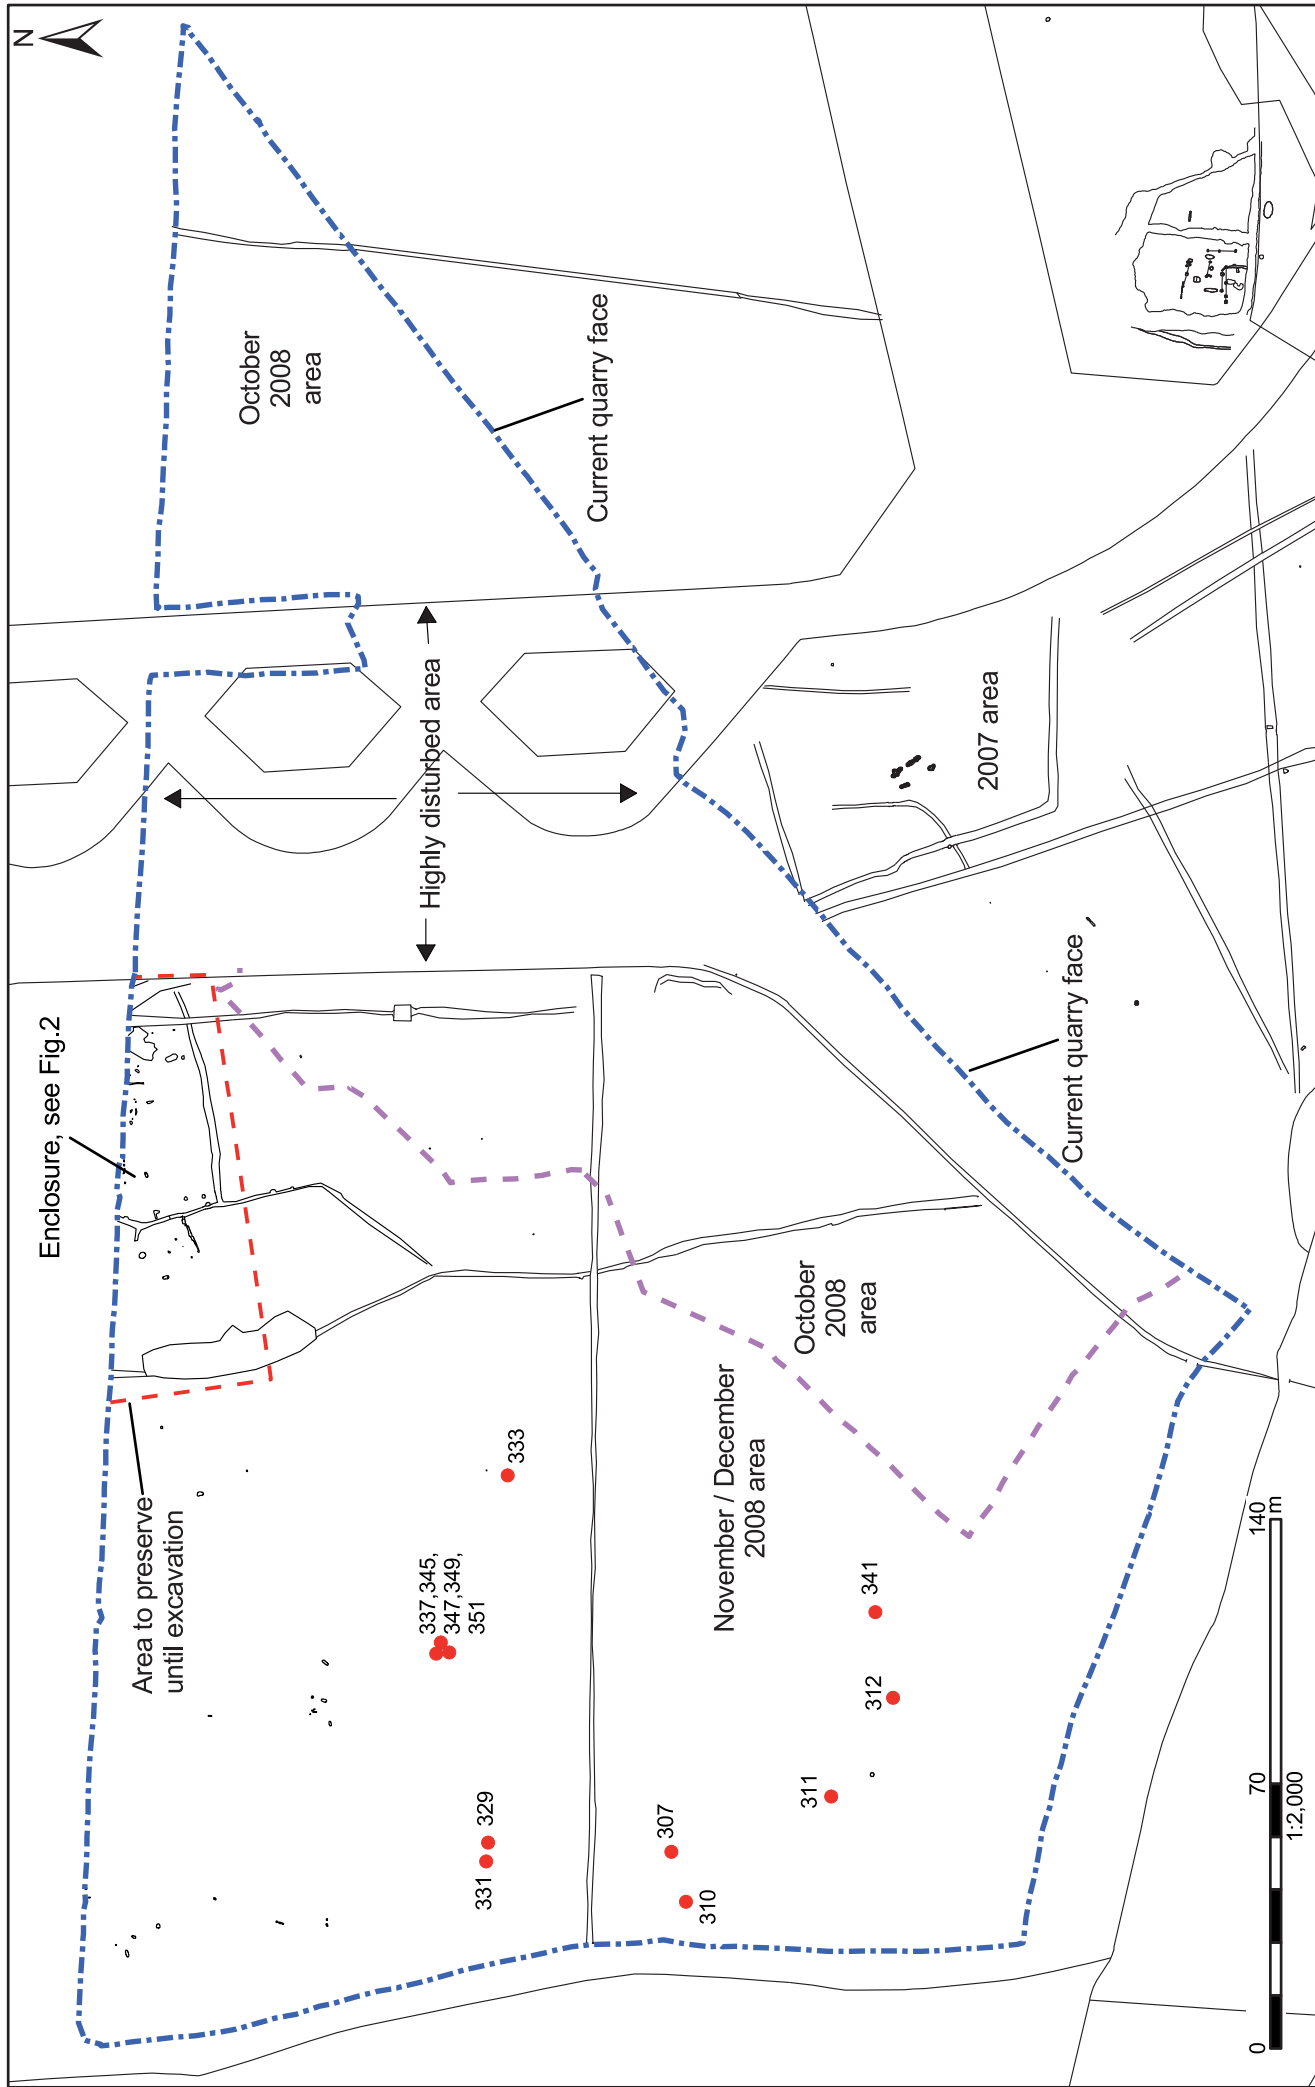 N
Enclosure, see Fig.2
Area to preserve
until excavation
October
2008
area
Highly disturbed area
Current quarry face
333
337,345,
347,349,
351
329
331
307
310
November / December
2008 area
October
2008
area
341
312
311
2007 area
Current quarry face
0
70
140
m
1:2,000